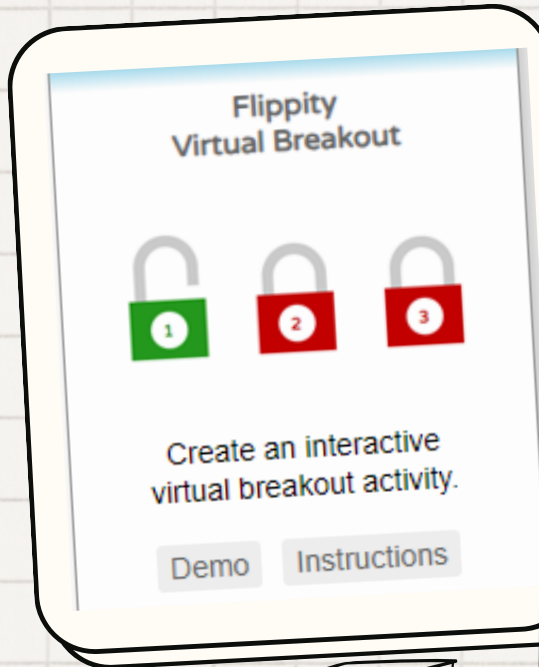 Flippity
Virtual Breakout
1 2 3
Create an interactive
virtual breakout activity.
Demo Instructions